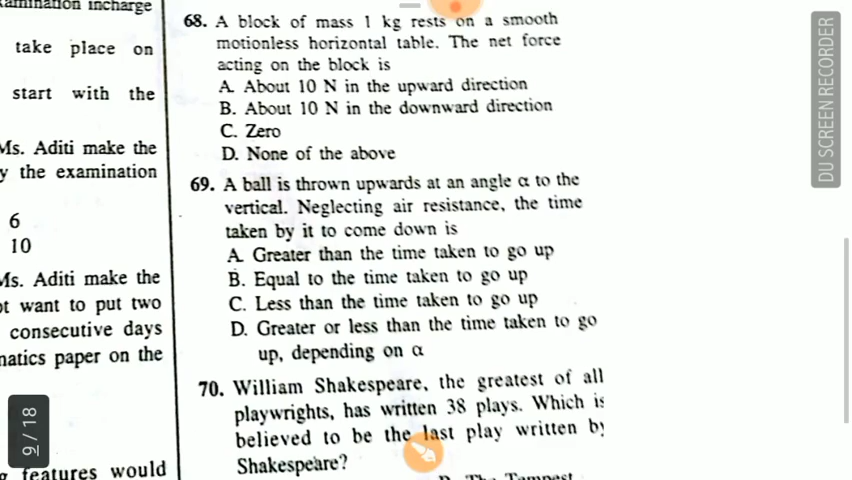 amination incharge
take place on
start with the
Ms. Aditi make the
y the examination
6
10
Ms. Aditi make the
ot want to put two
consecutive days
natics paper on the
g features would
68. A block of mass 1 kg rests on a smooth
motionless horizontal table. The net force
acting on the block is
A. About 10 N in the upward direction
B. About 10 N in the downward direction
C. Zero
D. None of the above
69. A ball is thrown upwards at an angle α to the
vertical. Neglecting air resistance, the time
taken by it to come down is
A. Greater than the time taken to go up
B. Equal to the time taken to go up
C. Less than the time taken to go up
D. Greater or less than the time taken to go
up, depending on α
70. William Shakespeare, the greatest of all
playwrights, has written 38 plays. Which is
believed to be the last play written by
Shakespeare?
The Tempest
9 / 18
DU SCREEN RECORDER